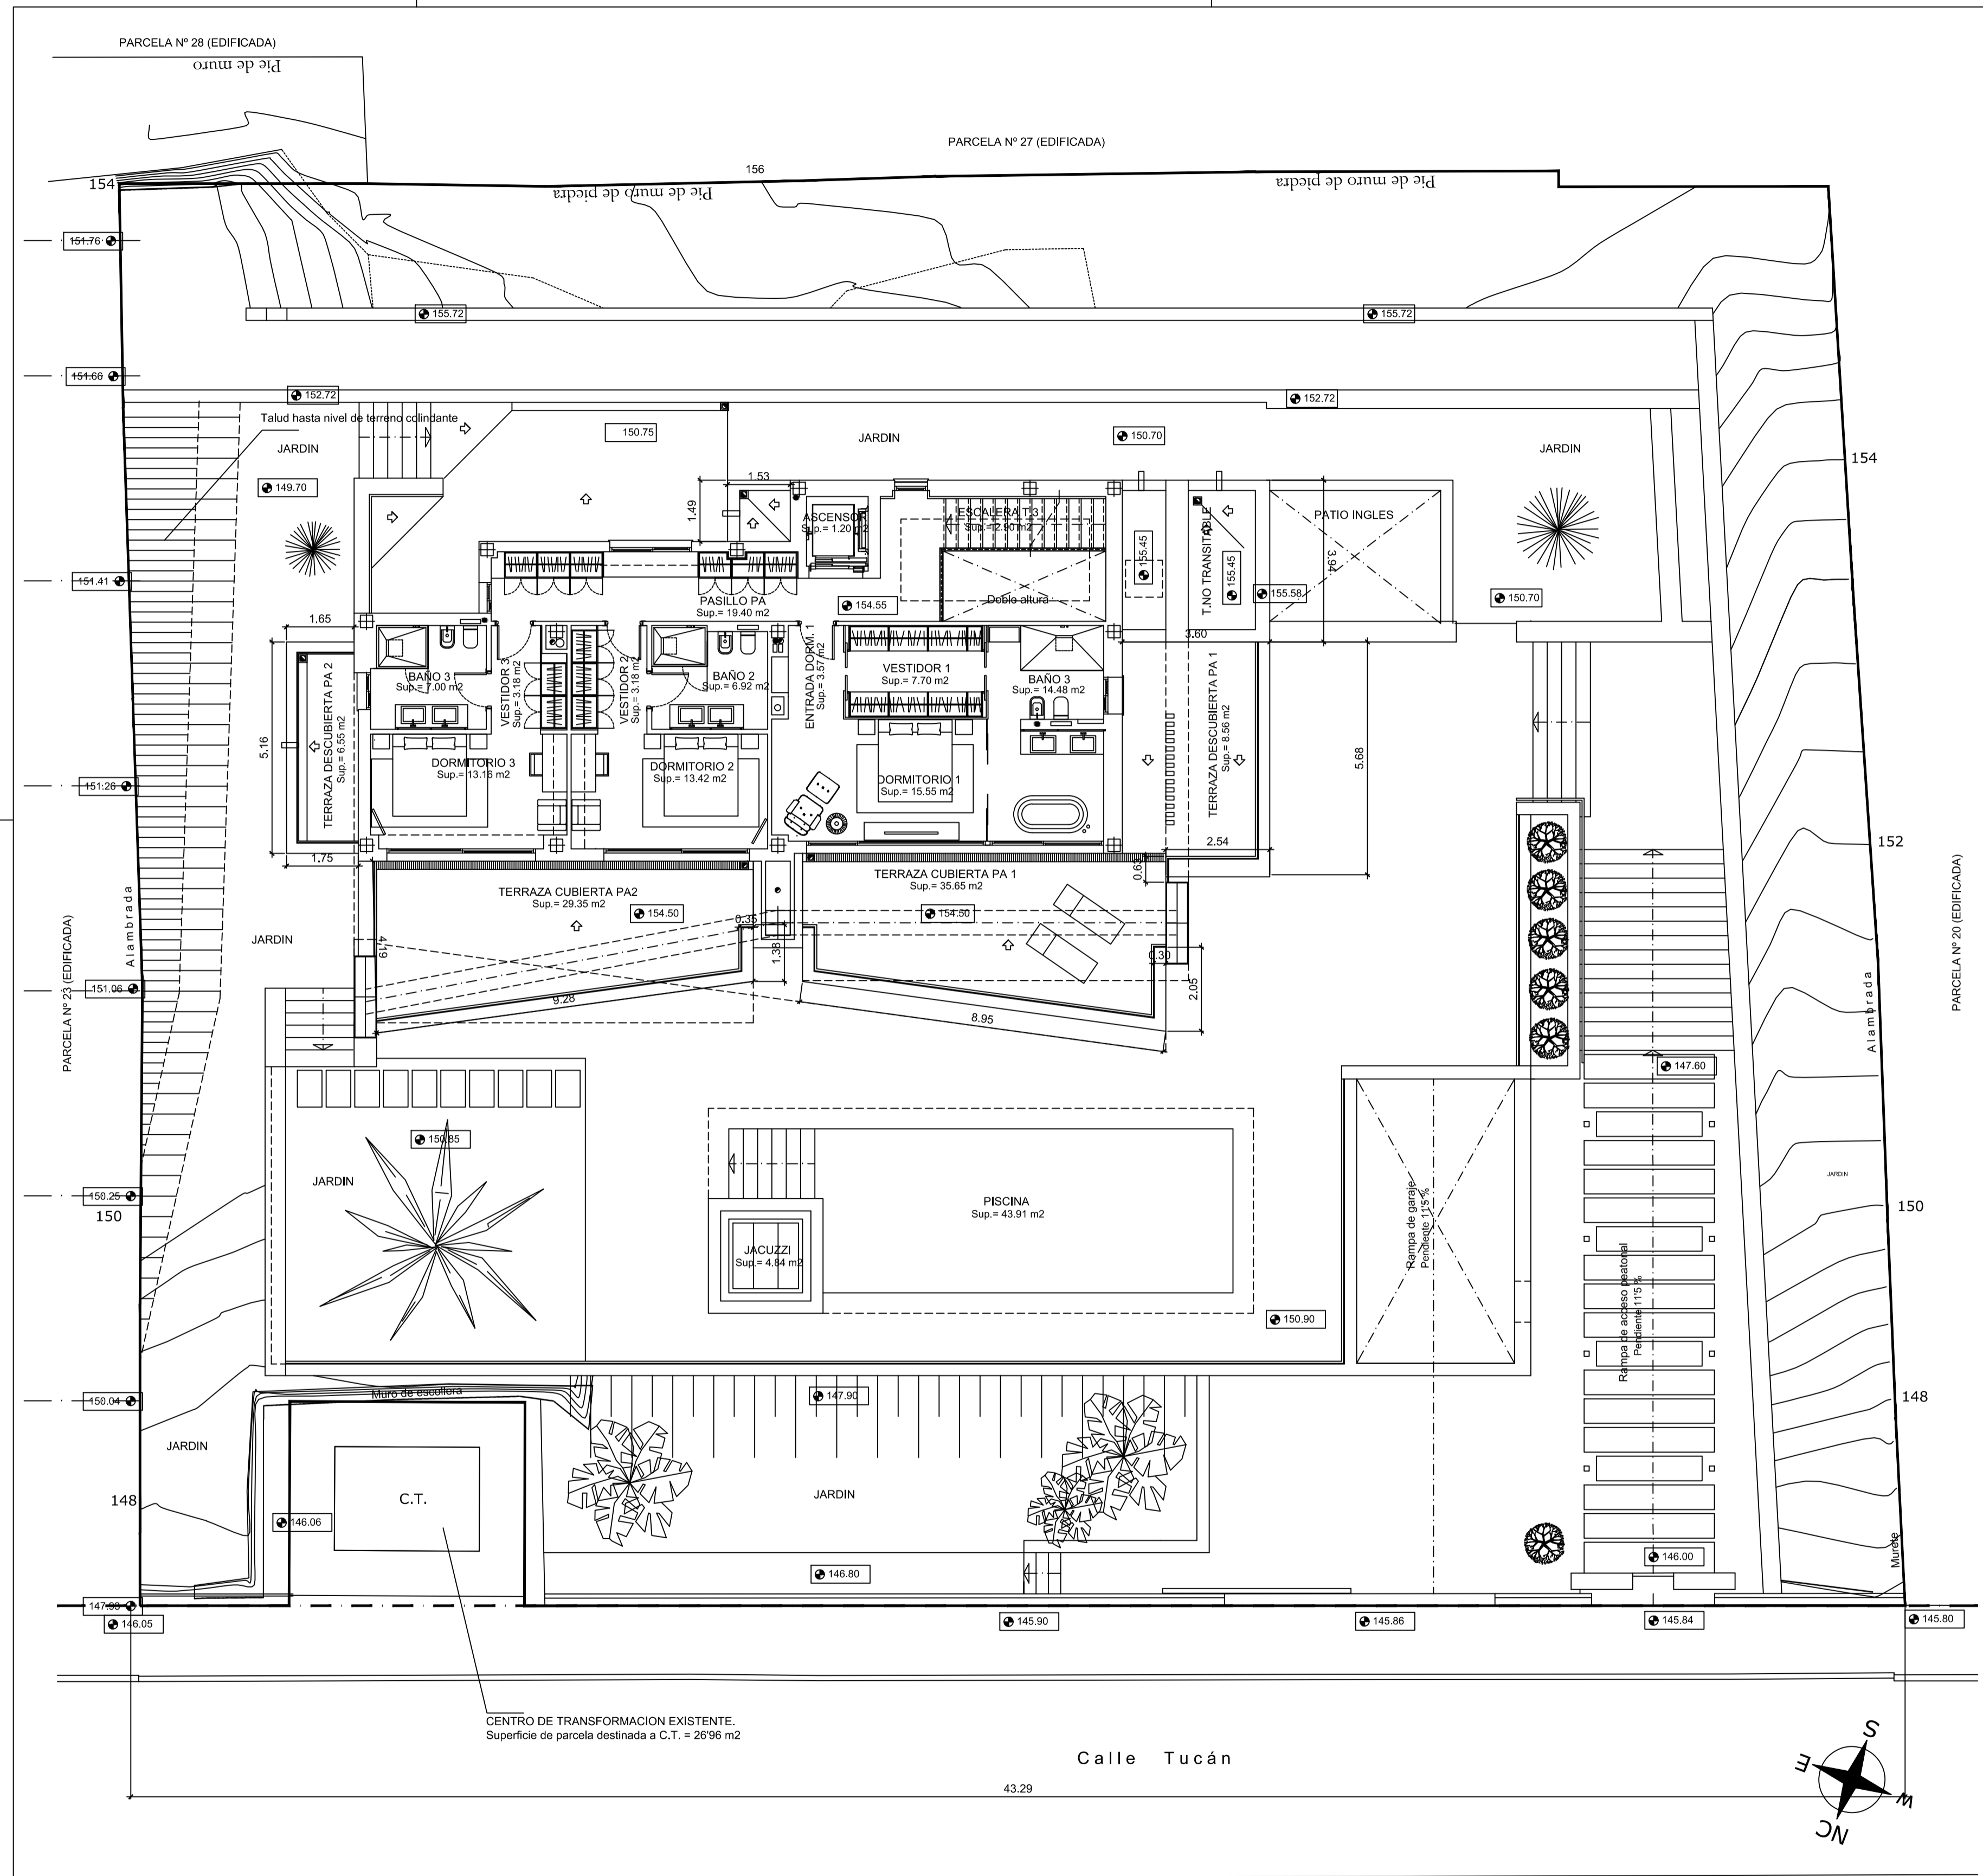 PARCELA Nº 28 (EDIFICADA)
Pie de muro
PARCELA Nº 27 (EDIFICADA)
154
156
Pie de muro de piedra
Pie de muro de piedra
151.76
155.72
155.72
151.66
152.72
152.72
Talud hasta nivel de terreno colindante
JARDIN
150.75
JARDIN
150.70
JARDIN
154
149.70
1.53
1.49
ASCENSOR
Sup.= 1.20 m2
ESCALERA T.3
Sup.= 2.90 m2
155.45
T.NO TRANSITABLE
155.45
PATIO INGLES
3.94
151.41
PASILLO PA
Sup.= 19.40 m2
154.55
Doble altura
155.58
150.70
1.65
3.60
TERRAZA DESCUBIERTA PA 2
Sup.= 6.55 m2
BAÑO 3
Sup.= 7.00 m2
VESTIDOR 3
Sup.= 3.18 m2
VESTIDOR 2
Sup.= 3.18 m2
BAÑO 2
Sup.= 6.92 m2
ENTRADA DORM. 1
Sup.= 3.57 m2
VESTIDOR 1
Sup.= 7.70 m2
BAÑO 3
Sup.= 14.48 m2
TERRAZA DESCUBIERTA PA 1
Sup.= 8.56 m2
5.16
5.68
DORMITORIO 3
Sup.= 13.16 m2
DORMITORIO 2
Sup.= 13.42 m2
DORMITORIO 1
Sup.= 15.55 m2
151.26
1.75
2.54
0.63
152
TERRAZA CUBIERTA PA2
Sup.= 29.35 m2
TERRAZA CUBIERTA PA 1
Sup.= 35.65 m2
154.50
154.50
0.35
PARCELA Nº 23 (EDIFICADA)
Alambrada
JARDIN
4.19
1.38
0.30
2.05
Alambrada
PARCELA Nº 20 (EDIFICADA)
151.06
9.28
8.95
147.60
150.85
JARDIN
JARDIN
150.25
150
PISCINA
Sup.= 43.91 m2
Rampa de garaje
Pendiente 11'5 %
150
JACUZZI
Sup.= 4.84 m2
Rampa de acceso peatonal
Pendiente 11'5 %
150.90
150.04
Muro de escollera
147.90
148
JARDIN
148
C.T.
JARDIN
146.06
Murete
146.80
146.00
147.98
146.05
145.90
145.86
145.84
145.80
CENTRO DE TRANSFORMACION EXISTENTE.
Superficie de parcela destinada a C.T. = 26'96 m2
Calle Tucán
43.29
S
E
W
NC